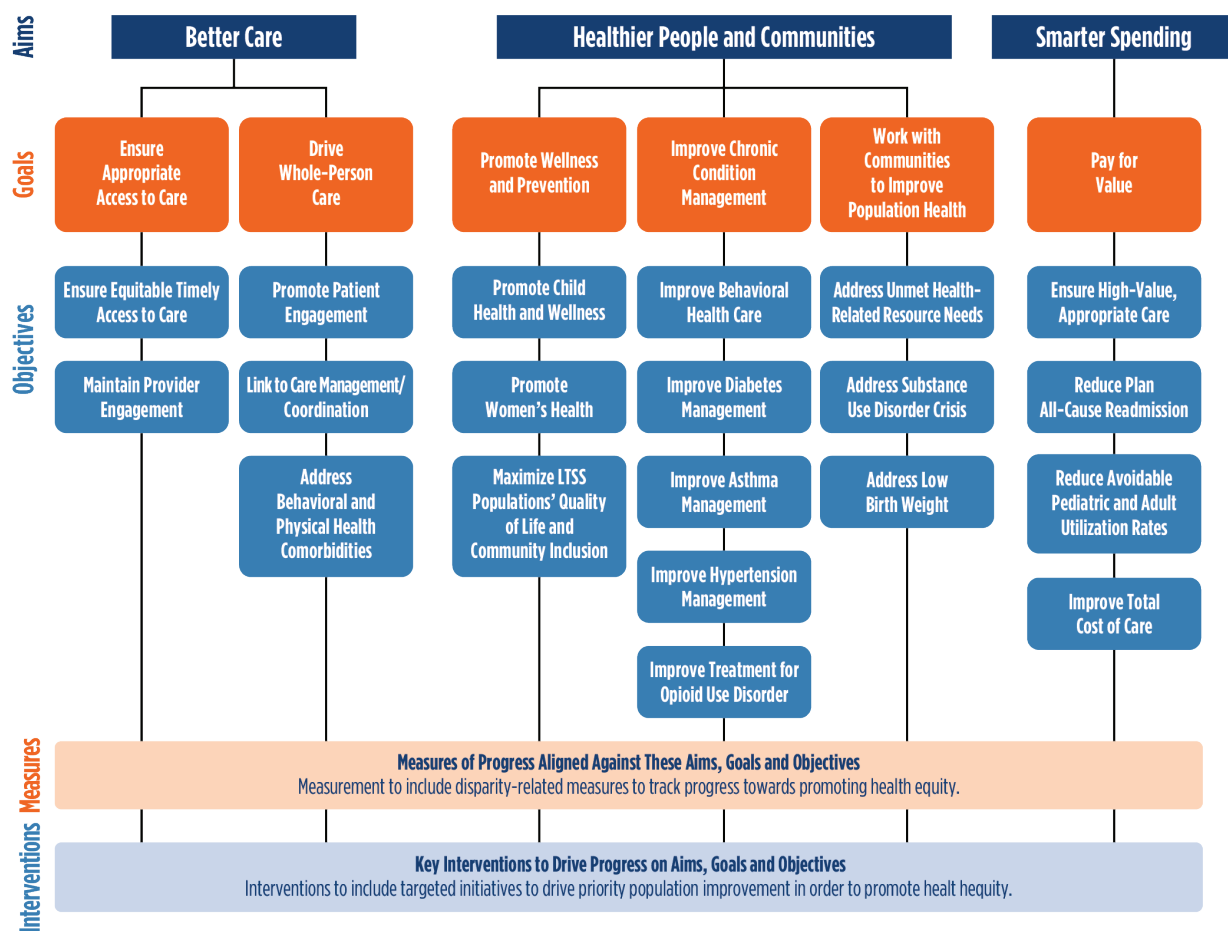 Aims
Better Care
Healthier People and Communities
Smarter Spending
Goals
Ensure
Appropriate
Access to Care
Drive
Whole-Person
Care
Promote Wellness
and Prevention
Improve Chronic
Condition
Management
Work with
Communities
to Improve
Population Health
Pay for
Value
Objectives
Ensure Equitable Timely
Access to Care
Maintain Provider
Engagement
Promote Patient
Engagement
Link to Care Management/
Coordination
Address
Behavioral and
Physical Health
Comorbidities
Promote Child
Health and Wellness
Promote
Women's Health
Maximize LTSS
Populations' Quality
of Life and
Community Inclusion
Improve Behavioral
Health Care
Improve Diabetes
Management
Improve Asthma
Management
Improve Hypertension
Management
Improve Treatment for
Opioid Use Disorder
Address Unmet Health-
Related Resource Needs
Address Substance
Use Disorder Crisis
Address Low
Birth Weight
Ensure High-Value,
Appropriate Care
Reduce Plan
All-Cause Readmission
Reduce Avoidable
Pediatric and Adult
Utilization Rates
Improve Total
Cost of Care
Measures
Measures of Progress Aligned Against These Aims, Goals and Objectives
Measurement to include disparity-related measures to track progress towards promoting health equity.
Interventions
Key Interventions to Drive Progress on Aims, Goals and Objectives
Interventions to include targeted initiatives to drive priority population improvement in order to promote healt hequity.